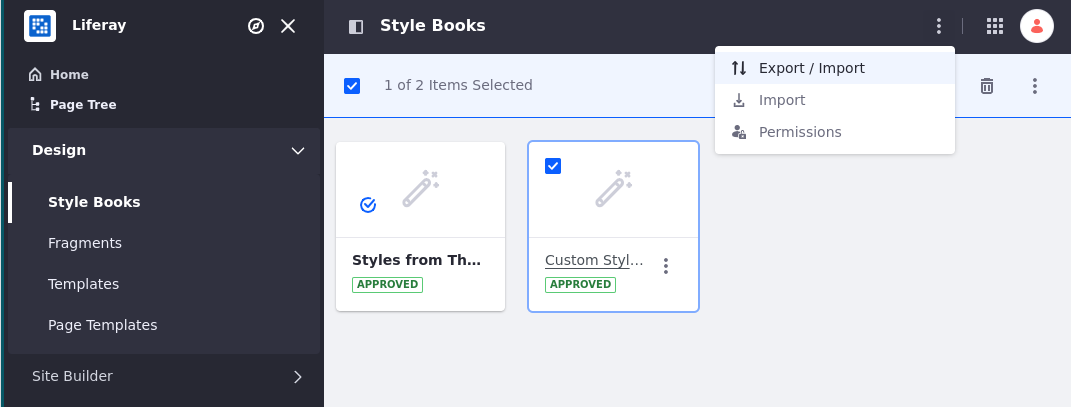 Liferay
Style Books
Home
Page Tree
Design
Style Books
Fragments
Templates
Page Templates
Site Builder
1 of 2 Items Selected
Export / Import
Import
Permissions
Styles from Th...
APPROVED
Custom Styl...
APPROVED